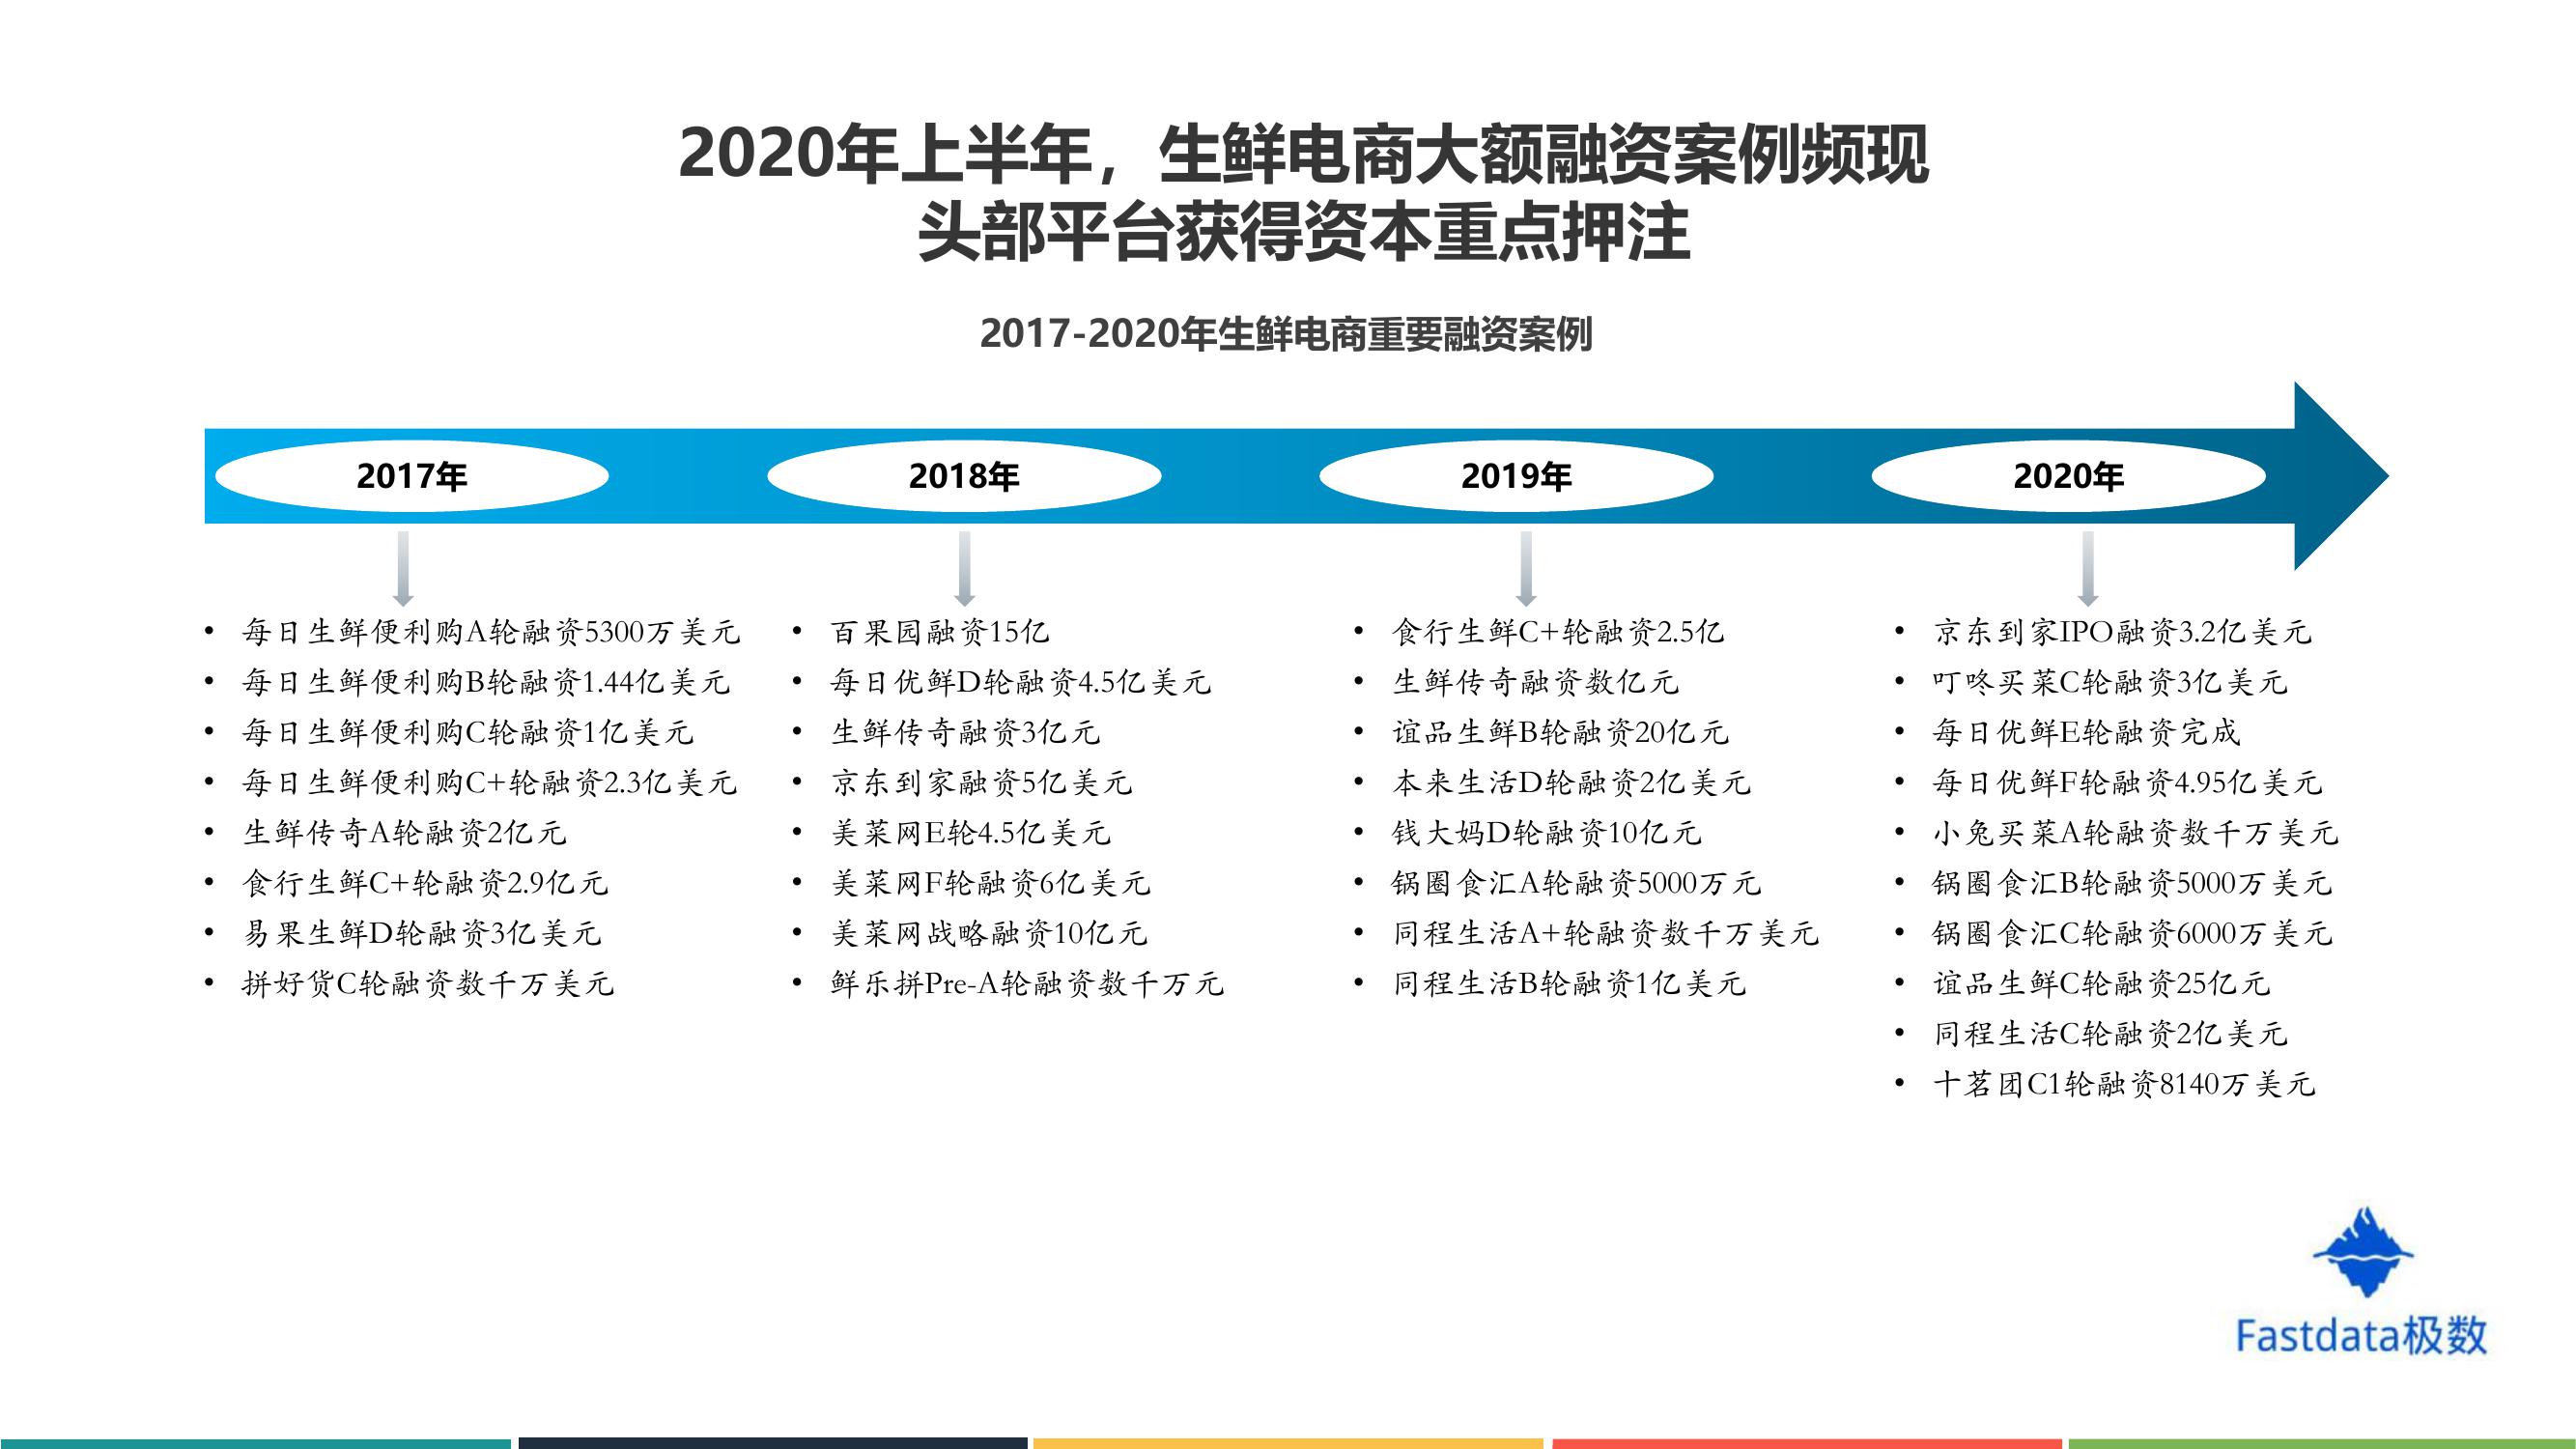 2020年上半年，生鲜电商大额融资案例频现
头部平台获得资本重点押注
2017-2020年生鲜电商重要融资案例
2017年
2018年
2019年
2020年
• 每日生鲜便利购A轮融资5300万美元
• 每日生鲜便利购B轮融资1.44亿美元
• 每日生鲜便利购C轮融资1亿美元
• 每日生鲜便利购C+轮融资2.3亿美元
• 生鲜传奇A轮融资2亿元
• 食行生鲜C+轮融资2.9亿元
• 易果生鲜D轮融资3亿美元
• 拼好货C轮融资数千万美元
• 百果园融资15亿
• 每日优鲜D轮融资4.5亿美元
• 生鲜传奇融资3亿元
• 京东到家融资5亿美元
• 美菜网E轮4.5亿美元
• 美菜网F轮融资6亿美元
• 美菜网战略融资10亿元
• 鲜乐拼Pre-A轮融资数千万元
• 食行生鲜C+轮融资2.5亿
• 生鲜传奇融资数亿元
• 谊品生鲜B轮融资20亿元
• 本来生活D轮融资2亿美元
• 钱大妈D轮融资10亿元
• 锅圈食汇A轮融资5000万元
• 同程生活A+轮融资数千万美元
• 同程生活B轮融资1亿美元
• 京东到家IPO融资3.2亿美元
• 叮咚买菜C轮融资3亿美元
• 每日优鲜E轮融资完成
• 每日优鲜F轮融资4.95亿美元
• 小兔买菜A轮融资数千万美元
• 锅圈食汇B轮融资5000万美元
• 锅圈食汇C轮融资6000万美元
• 谊品生鲜C轮融资25亿元
• 同程生活C轮融资2亿美元
• 十茗团C1轮融资8140万美元
Fastdata极数